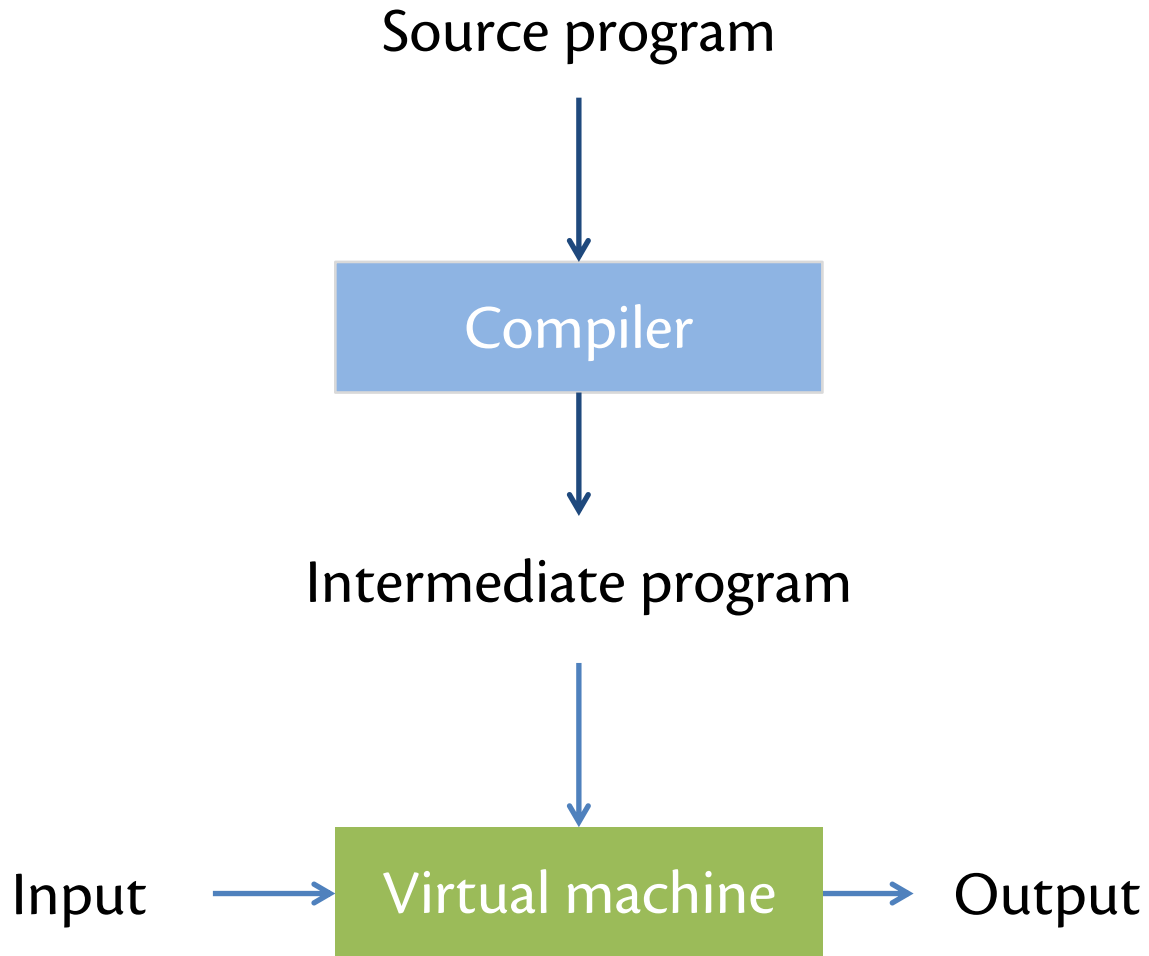 Source program
Compiler
Intermediate program
Input
Virtual machine
Output